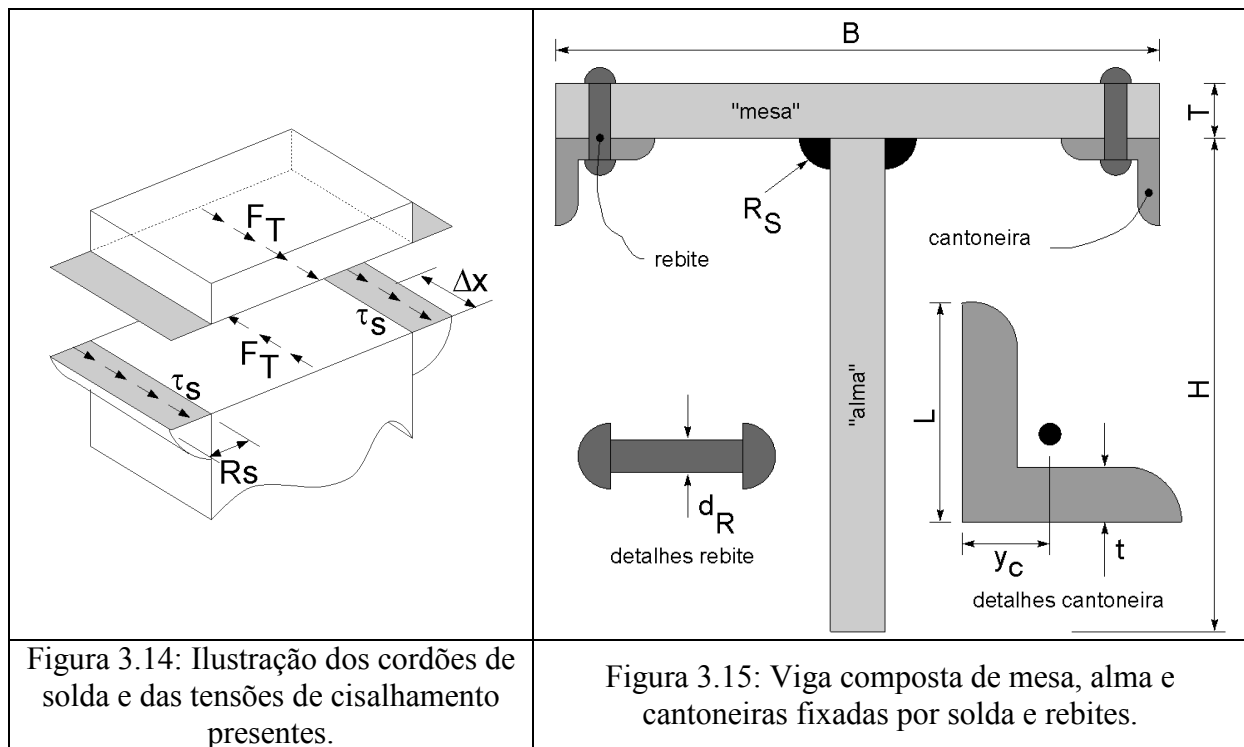 F_T
Δx
τ_s
F_T
τ_s
Rs
Figura 3.14: Ilustração dos cordões de
solda e das tensões de cisalhamento
presentes.
B
"mesa"
T
R_S
rebite
cantoneira
"alma"
H
L
d_R
detalhes rebite
y_c
t
detalhes cantoneira
Figura 3.15: Viga composta de mesa, alma e
cantoneiras fixadas por solda e rebites.